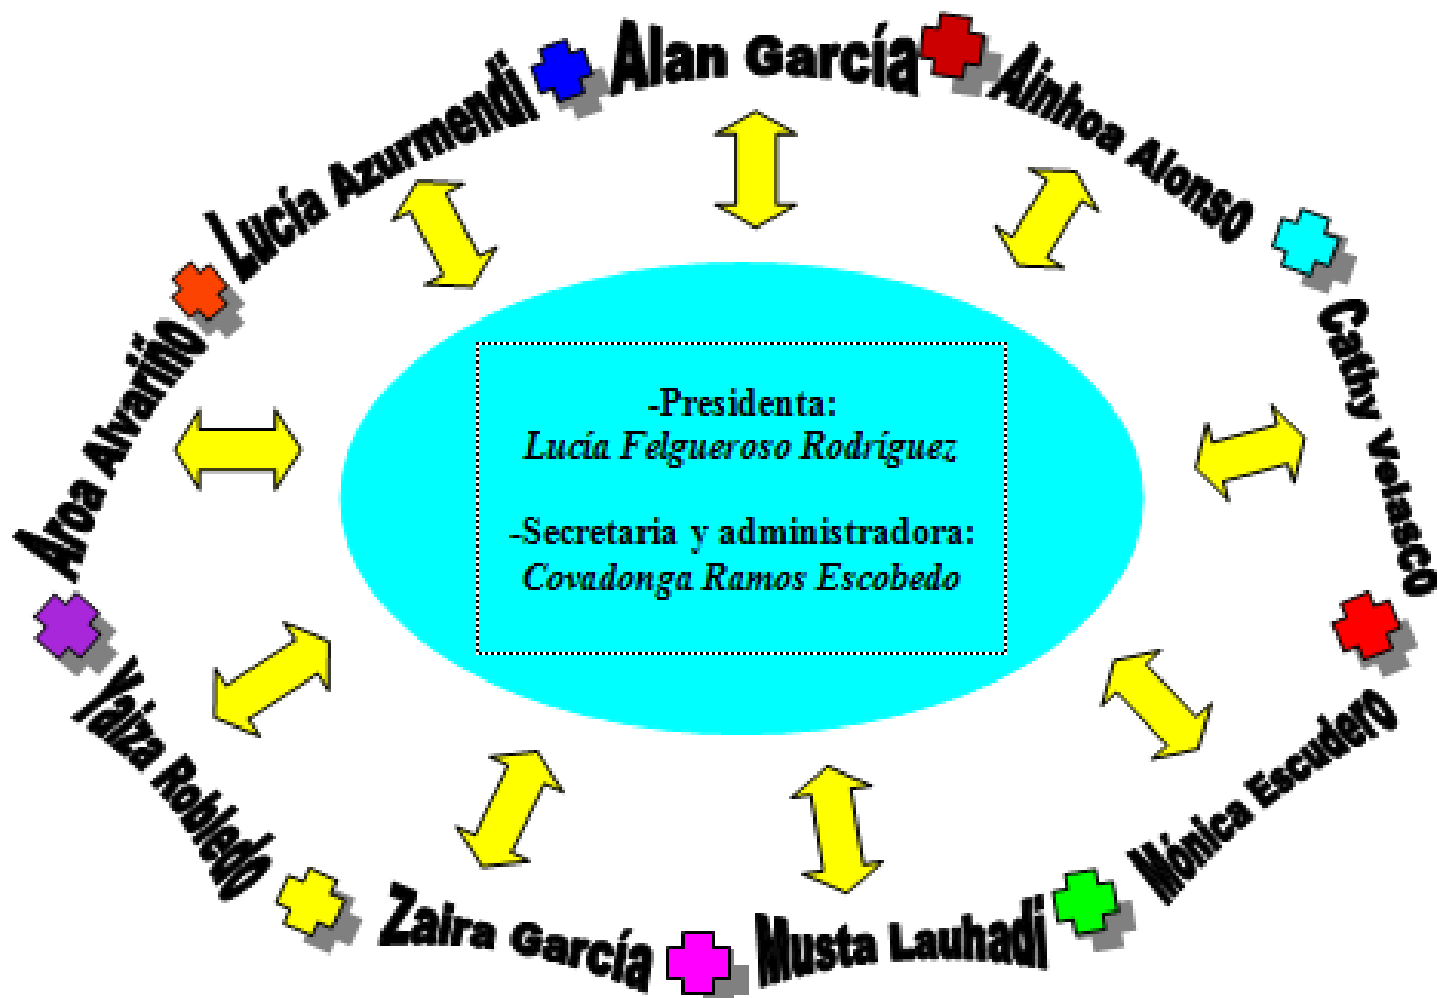 Alan García
Ainhoa Alonso
Cathy Velasco
Mónica Escudero
Musta Lauhadi
Zaira García
Yaiza Robledo
Aroa Alvariño
Lucía Azurmendi
-Presidenta:
Lucía Felgueroso Rodríguez
-Secretaria y administradora:
Covadonga Ramos Escobedo